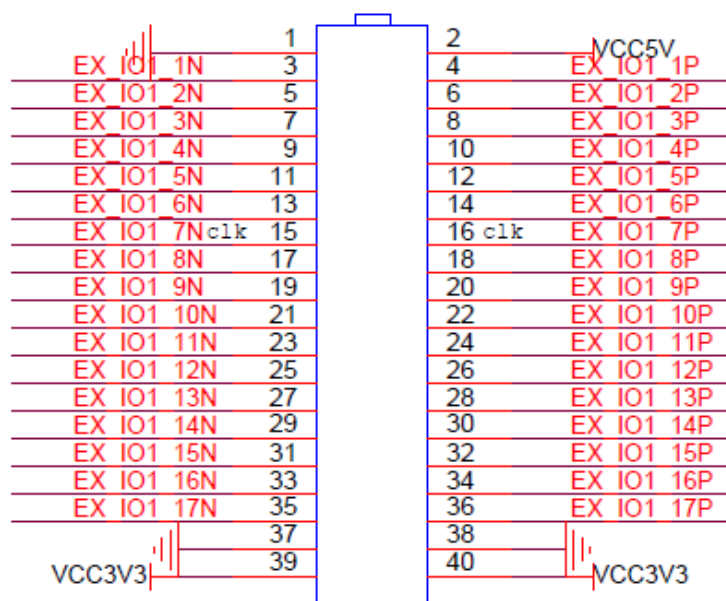 1 2 VCC5V
EX_IO1_1N 3 4 EX_IO1_1P
EX_IO1_2N 5 6 EX_IO1_2P
EX_IO1_3N 7 8 EX_IO1_3P
EX_IO1_4N 9 10 EX_IO1_4P
EX_IO1_5N 11 12 EX_IO1_5P
EX_IO1_6N 13 14 EX_IO1_6P
EX_IO1_7N clk 15 16 clk EX_IO1_7P
EX_IO1_8N 17 18 EX_IO1_8P
EX_IO1_9N 19 20 EX_IO1_9P
EX_IO1_10N 21 22 EX_IO1_10P
EX_IO1_11N 23 24 EX_IO1_11P
EX_IO1_12N 25 26 EX_IO1_12P
EX_IO1_13N 27 28 EX_IO1_13P
EX_IO1_14N 29 30 EX_IO1_14P
EX_IO1_15N 31 32 EX_IO1_15P
EX_IO1_16N 33 34 EX_IO1_16P
EX_IO1_17N 35 36 EX_IO1_17P
37 38
VCC3V3 39 40 VCC3V3